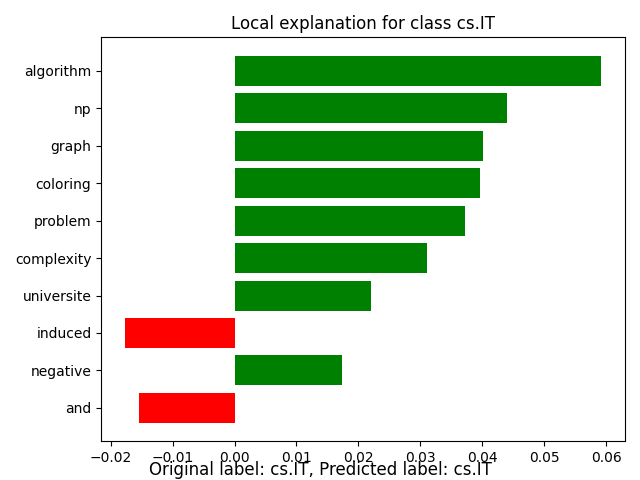 Local explanation for class cs.IT
algorithm
np
graph
coloring
problem
complexity
universite
induced
negative
and
−0.02 −0.01 0.00 0.01 0.02 0.03 0.04 0.05 0.06
Original label: cs.IT, Predicted label: cs.IT